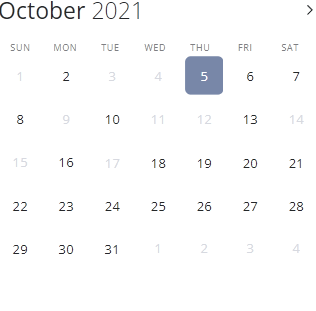 October 2021
SUN MON TUE WED THU FRI SAT
1 2 3 4 5 6 7
8 9 10 11 12 13 14
15 16 17 18 19 20 21
22 23 24 25 26 27 28
29 30 31 1 2 3 4